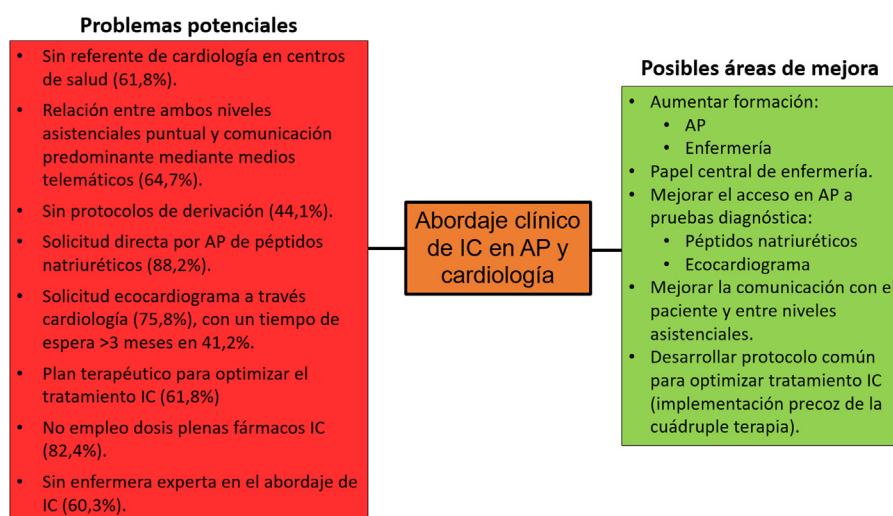 Problemas potenciales
• Sin referente de cardiología en centros
de salud (61,8%).
• Relación entre ambos niveles
asistenciales puntual y comunicación
predominante mediante medios
telemáticos (64,7%).
• Sin protocolos de derivación (44,1%).
• Solicitud directa por AP de péptidos
natriuréticos (88,2%).
• Solicitud ecocardiograma a través
cardiología (75,8%), con un tiempo de
espera >3 meses en 41,2%.
• Plan terapéutico para optimizar el
tratamiento IC (61,8%)
• No empleo dosis plenas fármacos IC
(82,4%).
• Sin enfermera experta en el abordaje de
IC (60,3%).
Abordaje clínico
de IC en AP y
cardiología
Posibles áreas de mejora
• Aumentar formación:
• AP
• Enfermería
• Papel central de enfermería.
• Mejorar el acceso en AP a
pruebas diagnóstica:
• Péptidos natriuréticos
• Ecocardiograma
• Mejorar la comunicación con e
paciente y entre niveles
asistenciales.
• Desarrollar protocolo común
para optimizar tratamiento IC
(implementación precoz de la
cuádruple terapia).